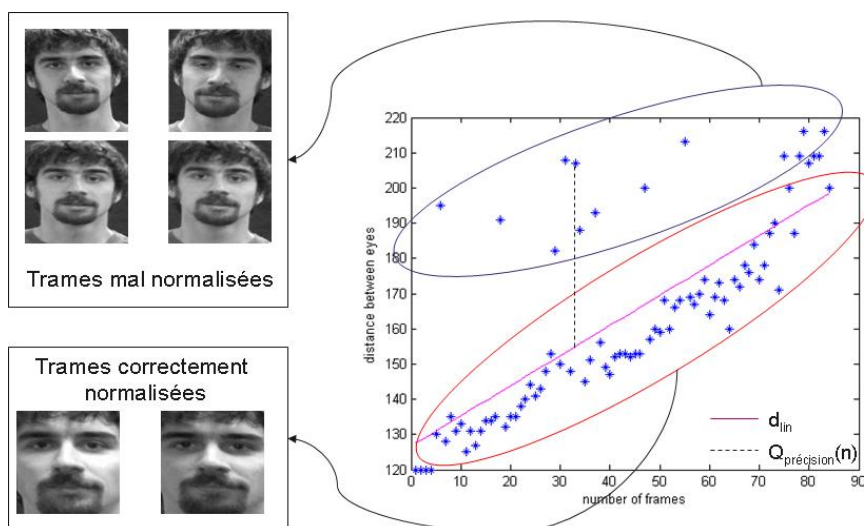 Trames mal normalisées
Trames correctement
normalisées
distance between eyes
220
210
200
190
180
170
160
150
140
130
120
0 10 20 30 40 50 60 70 80 90
number of frames
d_lin
Q_précision(n)